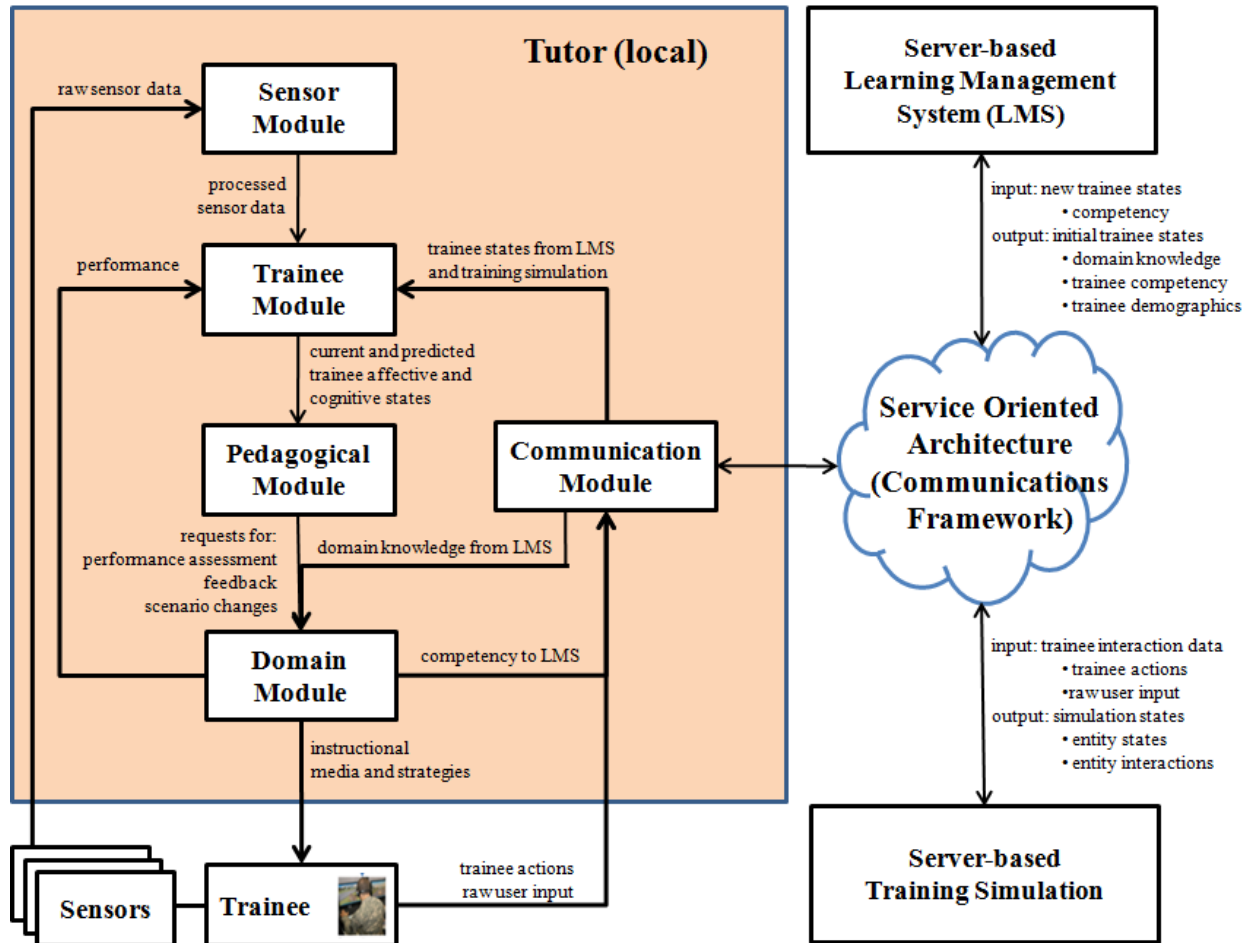 Tutor (local)
raw sensor data
Sensor
Module
processed
sensor data
performance
Trainee
Module
trainee states from LMS
and training simulation
current and predicted
trainee affective and
cognitive states
Pedagogical
Module
Communication
Module
requests for:
performance assessment
feedback
scenario changes
domain knowledge from LMS
Domain
Module
competency to LMS
instructional
media and strategies
Sensors
Trainee
trainee actions
raw user input
Server-based
Learning Management
System (LMS)
input: new trainee states
• competency
output: initial trainee states
• domain knowledge
• trainee competency
• trainee demographics
Service Oriented
Architecture
(Communications
Framework)
input: trainee interaction data
• trainee actions
• raw user input
output: simulation states
• entity states
• entity interactions
Server-based
Training Simulation